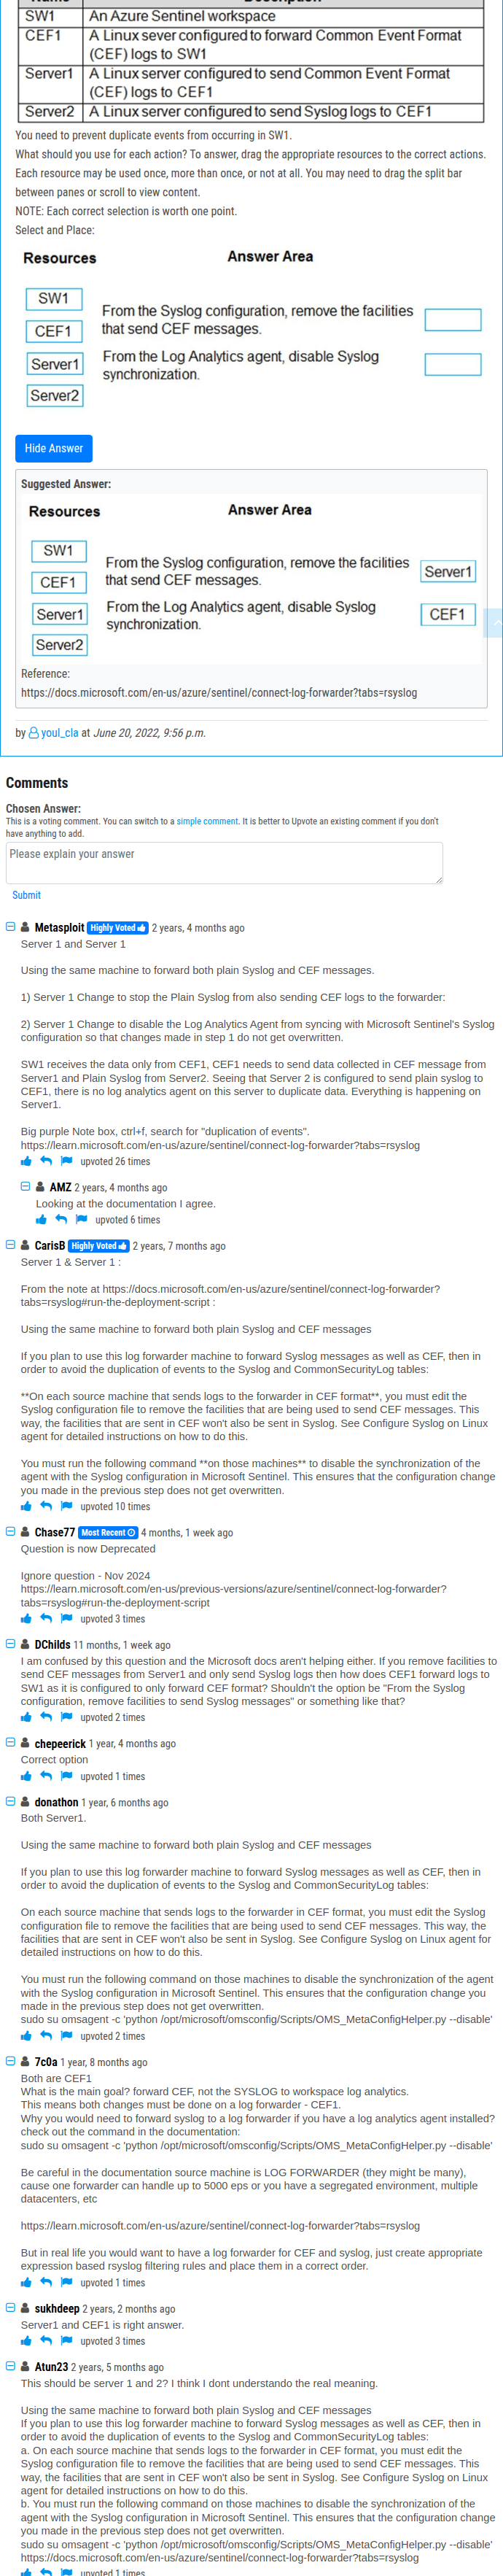 SW1 An Azure Sentinel workspace
CEF1 A Linux sever configured to forward Common Event Format
(CEF) logs to SW1
Server1 A Linux server configured to send Common Event Format
(CEF) logs to CEF1
Server2 A Linux server configured to send Syslog logs to CEF1
You need to prevent duplicate events from occurring in SW1.
What should you use for each action? To answer, drag the appropriate resources to the correct actions.
Each resource may be used once, more than once, or not at all. You may need to drag the split bar
between panes or scroll to view content.
NOTE: Each correct selection is worth one point.
Select and Place:
Resources
Answer Area
SW1
CEF1
Server1
Server2
From the Syslog configuration, remove the facilities
that send CEF messages.
From the Log Analytics agent, disable Syslog
synchronization.
Hide Answer
Suggested Answer:
Resources
Answer Area
SW1
CEF1
Server1
Server2
From the Syslog configuration, remove the facilities
that send CEF messages.
Server1
From the Log Analytics agent, disable Syslog
synchronization.
CEF1
Reference:
https://docs.microsoft.com/en-us/azure/sentinel/connect-log-forwarder?tabs=rsyslog
by youl_cla at June 20, 2022, 9:56 p.m.
Comments
Chosen Answer:
This is a voting comment. You can switch to a simple comment. It is better to Upvote an existing comment if you don't
have anything to add.
Please explain your answer
Submit
Metasploit Highly Voted 2 years, 4 months ago
Server 1 and Server 1
Using the same machine to forward both plain Syslog and CEF messages.
1) Server 1 Change to stop the Plain Syslog from also sending CEF logs to the forwarder:
2) Server 1 Change to disable the Log Analytics Agent from syncing with Microsoft Sentinel's Syslog
configuration so that changes made in step 1 do not get overwritten.
SW1 receives the data only from CEF1, CEF1 needs to send data collected in CEF message from
Server1 and Plain Syslog from Server2. Seeing that Server 2 is configured to send plain syslog to
CEF1, there is no log analytics agent on this server to duplicate data. Everything is happening on
Server1.
Big purple Note box, ctrl+f, search for "duplication of events".
https://learn.microsoft.com/en-us/azure/sentinel/connect-log-forwarder?tabs=rsyslog
upvoted 26 times
AMZ 2 years, 4 months ago
Looking at the documentation I agree.
upvoted 6 times
CarisB Highly Voted 2 years, 7 months ago
Server 1 & Server 1 :
From the note at https://docs.microsoft.com/en-us/azure/sentinel/connect-log-forwarder?
tabs=rsyslog#run-the-deployment-script :
Using the same machine to forward both plain Syslog and CEF messages
If you plan to use this log forwarder machine to forward Syslog messages as well as CEF, then in
order to avoid the duplication of events to the Syslog and CommonSecurityLog tables:
**On each source machine that sends logs to the forwarder in CEF format**, you must edit the
Syslog configuration file to remove the facilities that are being used to send CEF messages. This
way, the facilities that are sent in CEF won't also be sent in Syslog. See Configure Syslog on Linux
agent for detailed instructions on how to do this.
You must run the following command **on those machines** to disable the synchronization of the
agent with the Syslog configuration in Microsoft Sentinel. This ensures that the configuration change
you made in the previous step does not get overwritten.
upvoted 10 times
Chase77 Most Recent 4 months, 1 week ago
Question is now Deprecated
Ignore question - Nov 2024
https://learn.microsoft.com/en-us/previous-versions/azure/sentinel/connect-log-forwarder?
tabs=rsyslog#run-the-deployment-script
upvoted 3 times
DChilds 11 months, 1 week ago
I am confused by this question and the Microsoft docs aren't helping either. If you remove facilities to
send CEF messages from Server1 and only send Syslog logs then how does CEF1 forward logs to
SW1 as it is configured to only forward CEF format? Shouldn't the option be "From the Syslog
configuration, remove facilities to send Syslog messages" or something like that?
upvoted 2 times
chepeerick 1 year, 4 months ago
Correct option
upvoted 1 times
donathon 1 year, 6 months ago
Both Server1.
Using the same machine to forward both plain Syslog and CEF messages
If you plan to use this log forwarder machine to forward Syslog messages as well as CEF, then in
order to avoid the duplication of events to the Syslog and CommonSecurityLog tables:
On each source machine that sends logs to the forwarder in CEF format, you must edit the Syslog
configuration file to remove the facilities that are being used to send CEF messages. This way, the
facilities that are sent in CEF won't also be sent in Syslog. See Configure Syslog on Linux agent for
detailed instructions on how to do this.
You must run the following command on those machines to disable the synchronization of the agent
with the Syslog configuration in Microsoft Sentinel. This ensures that the configuration change you
made in the previous step does not get overwritten.
sudo su omsagent -c 'python /opt/microsoft/omsconfig/Scripts/OMS_MetaConfigHelper.py --disable'
upvoted 2 times
7c0a 1 year, 8 months ago
Both are CEF1
What is the main goal? forward CEF, not the SYSLOG to workspace log analytics.
This means both changes must be done on a log forwarder - CEF1.
Why you would need to forward syslog to a log forwarder if you have a log analytics agent installed?
check out the command in the documentation:
sudo su omsagent -c 'python /opt/microsoft/omsconfig/Scripts/OMS_MetaConfigHelper.py --disable'
Be careful in the documentation source machine is LOG FORWARDER (they might be many),
cause one forwarder can handle up to 5000 eps or you have a segregated environment, multiple
datacenters, etc
https://learn.microsoft.com/en-us/azure/sentinel/connect-log-forwarder?tabs=rsyslog
But in real life you would want to have a log forwarder for CEF and syslog, just create appropriate
expression based rsyslog filtering rules and place them in a correct order.
upvoted 1 times
sukhdeep 2 years, 2 months ago
Server1 and CEF1 is right answer.
upvoted 3 times
Atun23 2 years, 5 months ago
This should be server 1 and 2? I think I dont understando the real meaning.
Using the same machine to forward both plain Syslog and CEF messages
If you plan to use this log forwarder machine to forward Syslog messages as well as CEF, then in
order to avoid the duplication of events to the Syslog and CommonSecurityLog tables:
a. On each source machine that sends logs to the forwarder in CEF format, you must edit the
Syslog configuration file to remove the facilities that are being used to send CEF messages. This
way, the facilities that are sent in CEF won't also be sent in Syslog. See Configure Syslog on Linux
agent for detailed instructions on how to do this.
b. You must run the following command on those machines to disable the synchronization of the
agent with the Syslog configuration in Microsoft Sentinel. This ensures that the configuration change
you made in the previous step does not get overwritten.
sudo su omsagent -c 'python /opt/microsoft/omsconfig/Scripts/OMS_MetaConfigHelper.py --disable'
https://docs.microsoft.com/en-us/azure/sentinel/connect-log-forwarder?tabs=rsyslog
upvoted 1 times